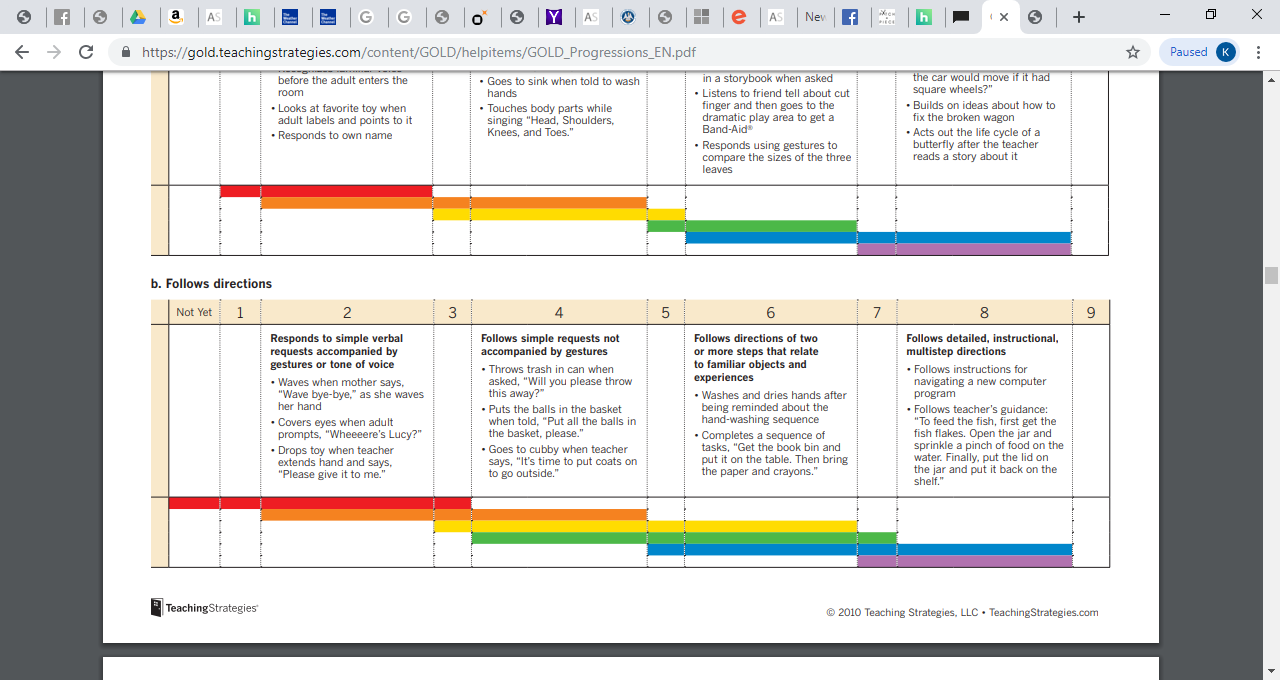 New
https://gold.teachingstrategies.com/content/GOLD/helpitems/GOLD_Progressions_EN.pdf
Paused
K
before the adult enters the
room
• Looks at favorite toy when
adult labels and points to it
• Responds to own name
• Goes to sink when told to wash
hands
• Touches body parts while
singing “Head, Shoulders,
Knees, and Toes.”
in a storybook when asked
• Listens to friend tell about cut
finger and then goes to the
dramatic play area to get a
Band-Aid®
• Responds using gestures to
compare the sizes of the three
leaves
the car would move if it had
square wheels?”
• Builds on ideas about how to
fix the broken wagon
• Acts out the life cycle of a
butterfly after the teacher
reads a story about it
b. Follows directions
Not Yet 1 2 3 4 5 6 7 8 9
Responds to simple verbal
requests accompanied by
gestures or tone of voice
• Waves when mother says,
“Wave bye-bye,” as she waves
her hand
• Covers eyes when adult
prompts, “Wheeeere’s Lucy?”
• Drops toy when teacher
extends hand and says,
“Please give it to me.”
Follows simple requests not
accompanied by gestures
• Throws trash in can when
asked, “Will you please throw
this away?”
• Puts the balls in the basket
when told, “Put all the balls in
the basket, please.”
• Goes to cubby when teacher
says, “It’s time to put coats on
to go outside.”
Follows directions of two
or more steps that relate
to familiar objects and
experiences
• Washes and dries hands after
being reminded about the
hand-washing sequence
• Completes a sequence of
tasks, “Get the book bin and
put it on the table. Then bring
the paper and crayons.”
Follows detailed, instructional,
multistep directions
• Follows instructions for
navigating a new computer
program
• Follows teacher’s guidance:
“To feed the fish, first get the
fish flakes. Open the jar and
sprinkle a pinch of food on the
water. Finally, put the lid on
the jar and put it back on the
shelf.”
TeachingStrategies®
© 2010 Teaching Strategies, LLC • TeachingStrategies.com